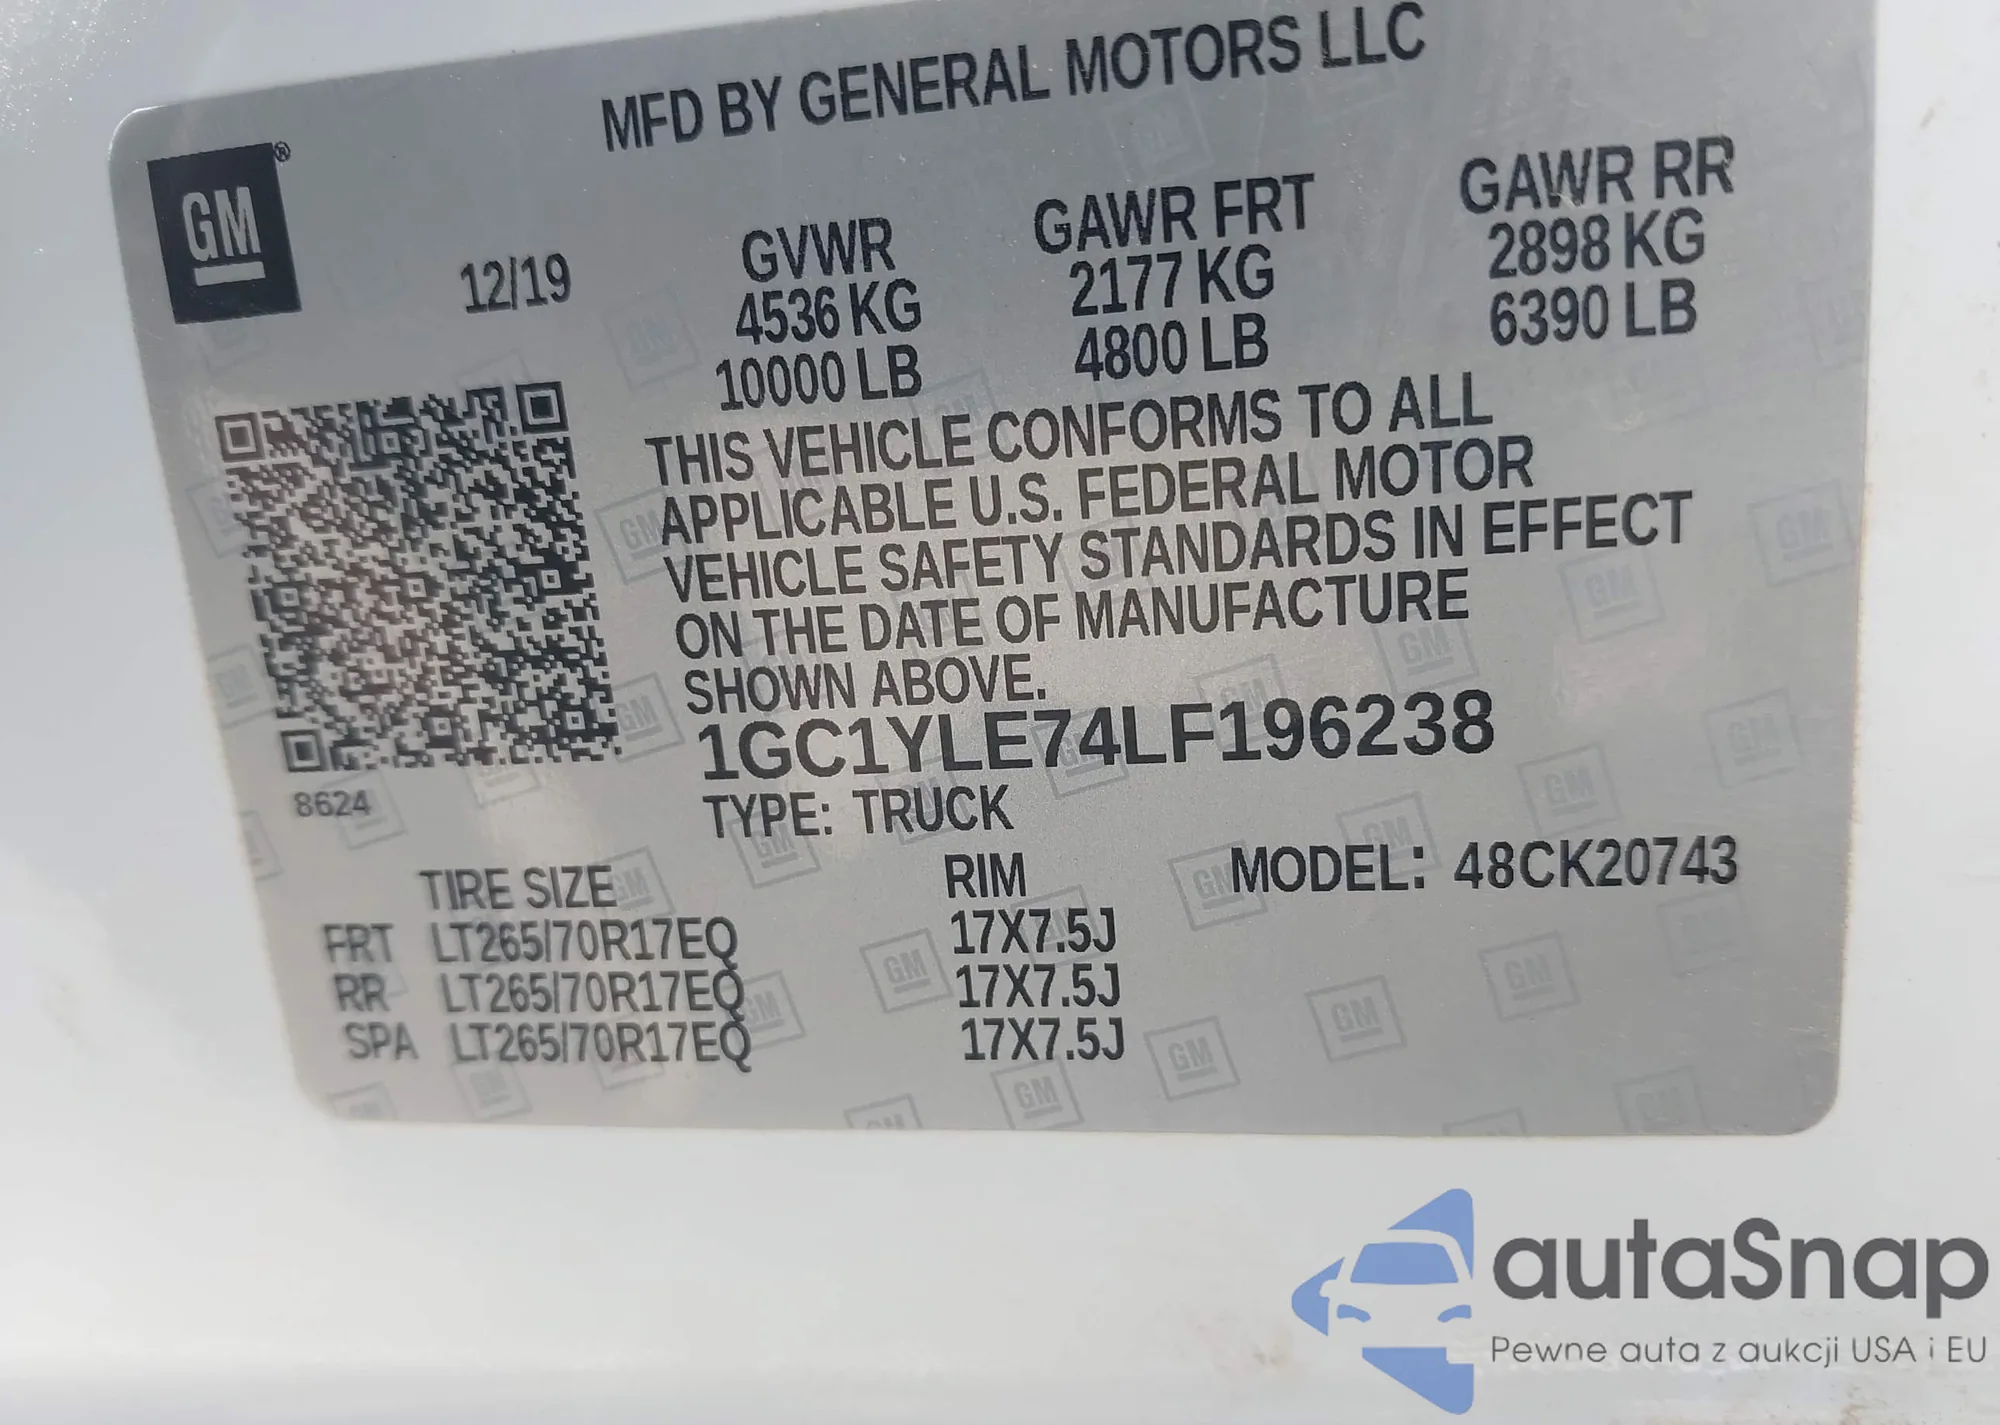 MFD BY GENERAL MOTORS LLC
GM®
12/19
GVWR
4536 KG
10000 LB
GAWR FRT
2177 KG
4800 LB
GAWR RR
2898 KG
6390 LB
THIS VEHICLE CONFORMS TO ALL
APPLICABLE U.S. FEDERAL MOTOR
VEHICLE SAFETY STANDARDS IN EFFECT
ON THE DATE OF MANUFACTURE
SHOWN ABOVE.
1GC1YLE74LF196238
8624
TYPE: TRUCK
MODEL: 48CK20743
TIRE SIZE RIM
FRT LT265/70R17EQ 17X7.5J
RR LT265/70R17EQ 17X7.5J
SPA LT265/70R17EQ 17X7.5J
autaSnap
Pewne auta z aukcji USA i EU